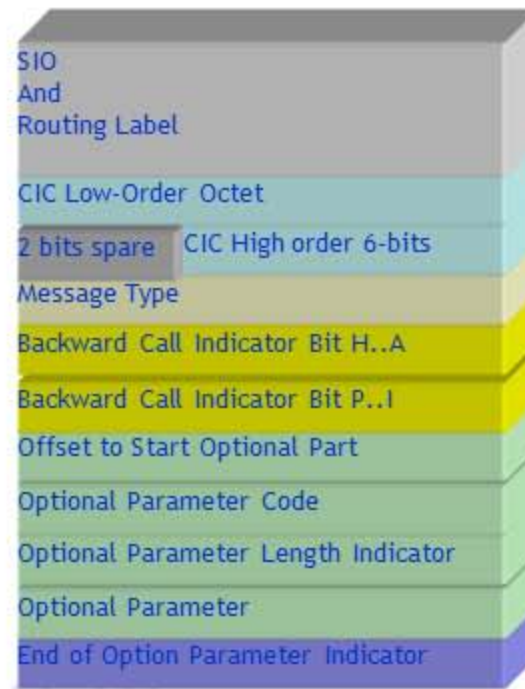 SIO
And
Routing Label
CIC Low-Order Octet
2 bits spare
CIC High order 6-bits
Message Type
Backward Call Indicator Bit H..A
Backward Call Indicator Bit P..I
Offset to Start Optional Part
Optional Parameter Code
Optional Parameter Length Indicator
Optional Parameter
End of Option Parameter Indicator